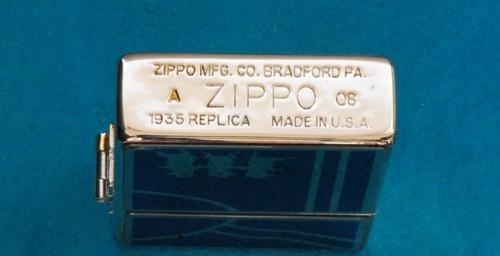 ZIPPO MFG. CO. BRADFORD PA.
A ZIPPO 08
1935 REPLICA MADE IN U.S.A.